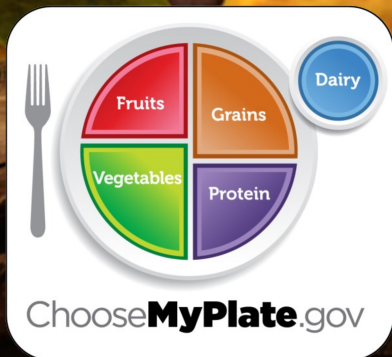 Fruits
Grains
Dairy
Vegetables
Protein
ChooseMyPlate.gov